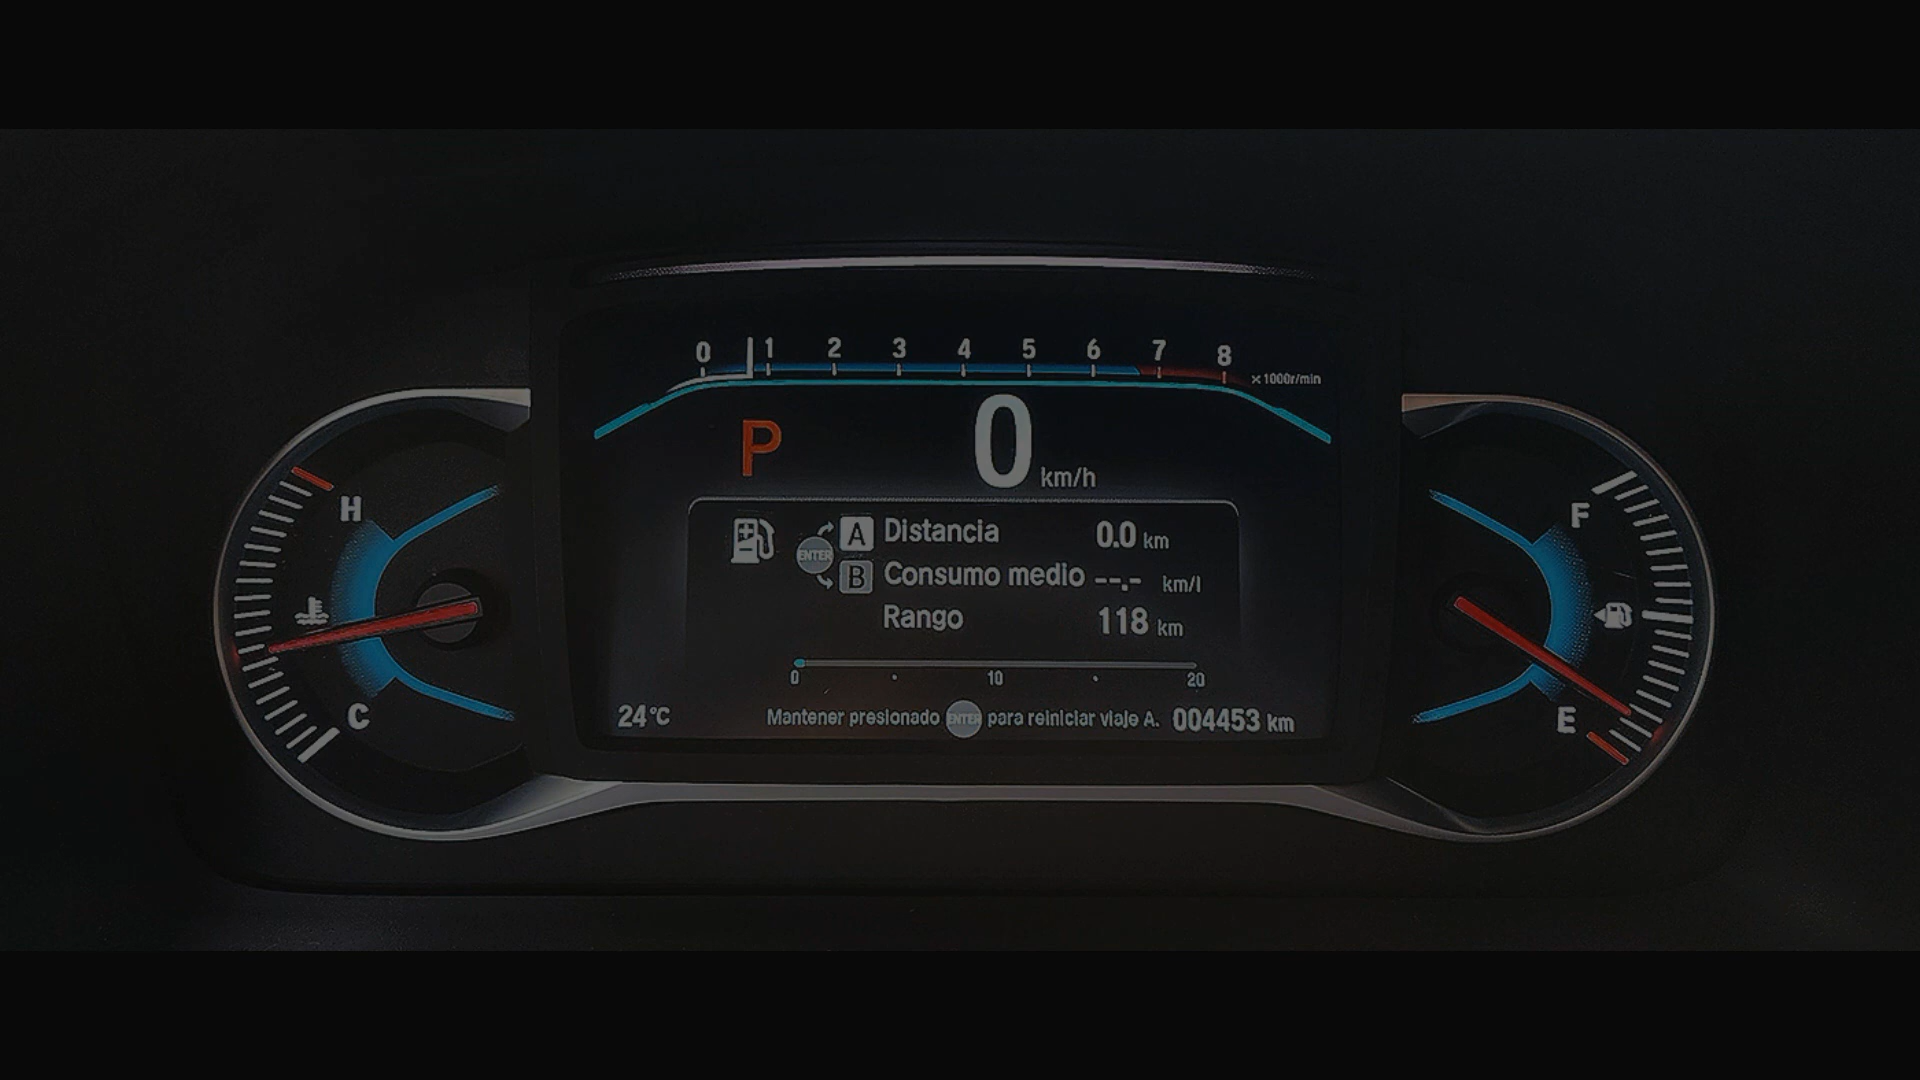 0 1 2 3 4 5 6 7 8 x1000r/min
P 0 km/h
H
C
F
E
A Distancia 0.0 km
ENTER
B Consumo medio --.- km/l
Rango 118 km
0 10 20
24°C Mantener presionado ENTER para reiniciar viaje A. 004453 km